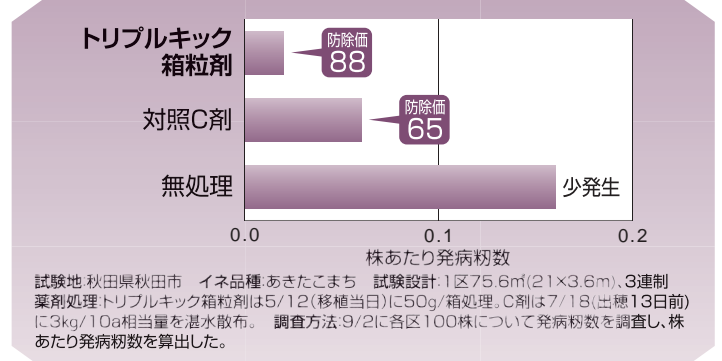 トリプルキック
箱粒剤
防除価
88
対照C剤
防除価
65
無処理
少発生
0.0
0.1
0.2
株あたり発病籾数
試験地:秋田県秋田市　イネ品種:あきたこまち　試験設計:1区75.6㎡(21×3.6m)、3連制
薬剤処理:トリプルキック箱粒剤は5/12(移植当日)に50g/箱処理。C剤は7/18(出穂13日前)
に3kg/10a相当量を湛水散布。　調査方法:9/2に各区100株について発病籾数を調査し、株
あたり発病籾数を算出した。